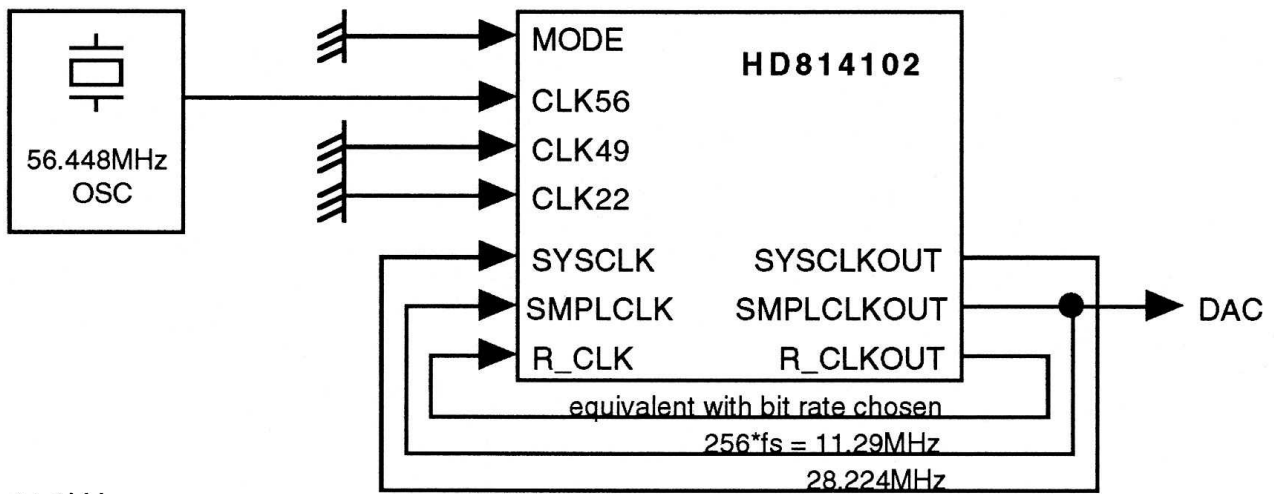 MODE
HD814102
CLK56
56.448MHz
OSC
CLK49
CLK22
SYSCLK SYSCLKOUT
SMPLCLK SMPLCLKOUT DAC
R_CLK R_CLKOUT
equivalent with bit rate chosen
256*fs = 11.29MHz
28.224MHz